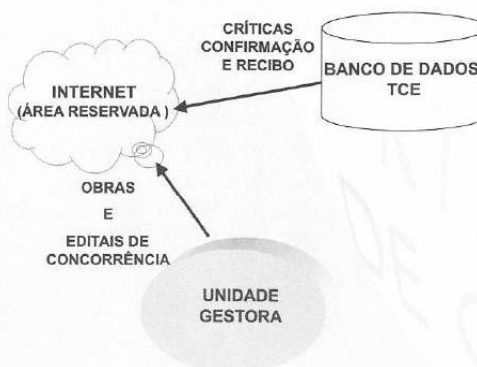 CRÍTICAS
CONFIRMAÇÃO
E RECIBO
BANCO DE DADOS
TCE
INTERNET
(ÁREA RESERVADA )
OBRAS
E
EDITAIS DE
CONCORRÊNCIA
UNIDADE
GESTORA